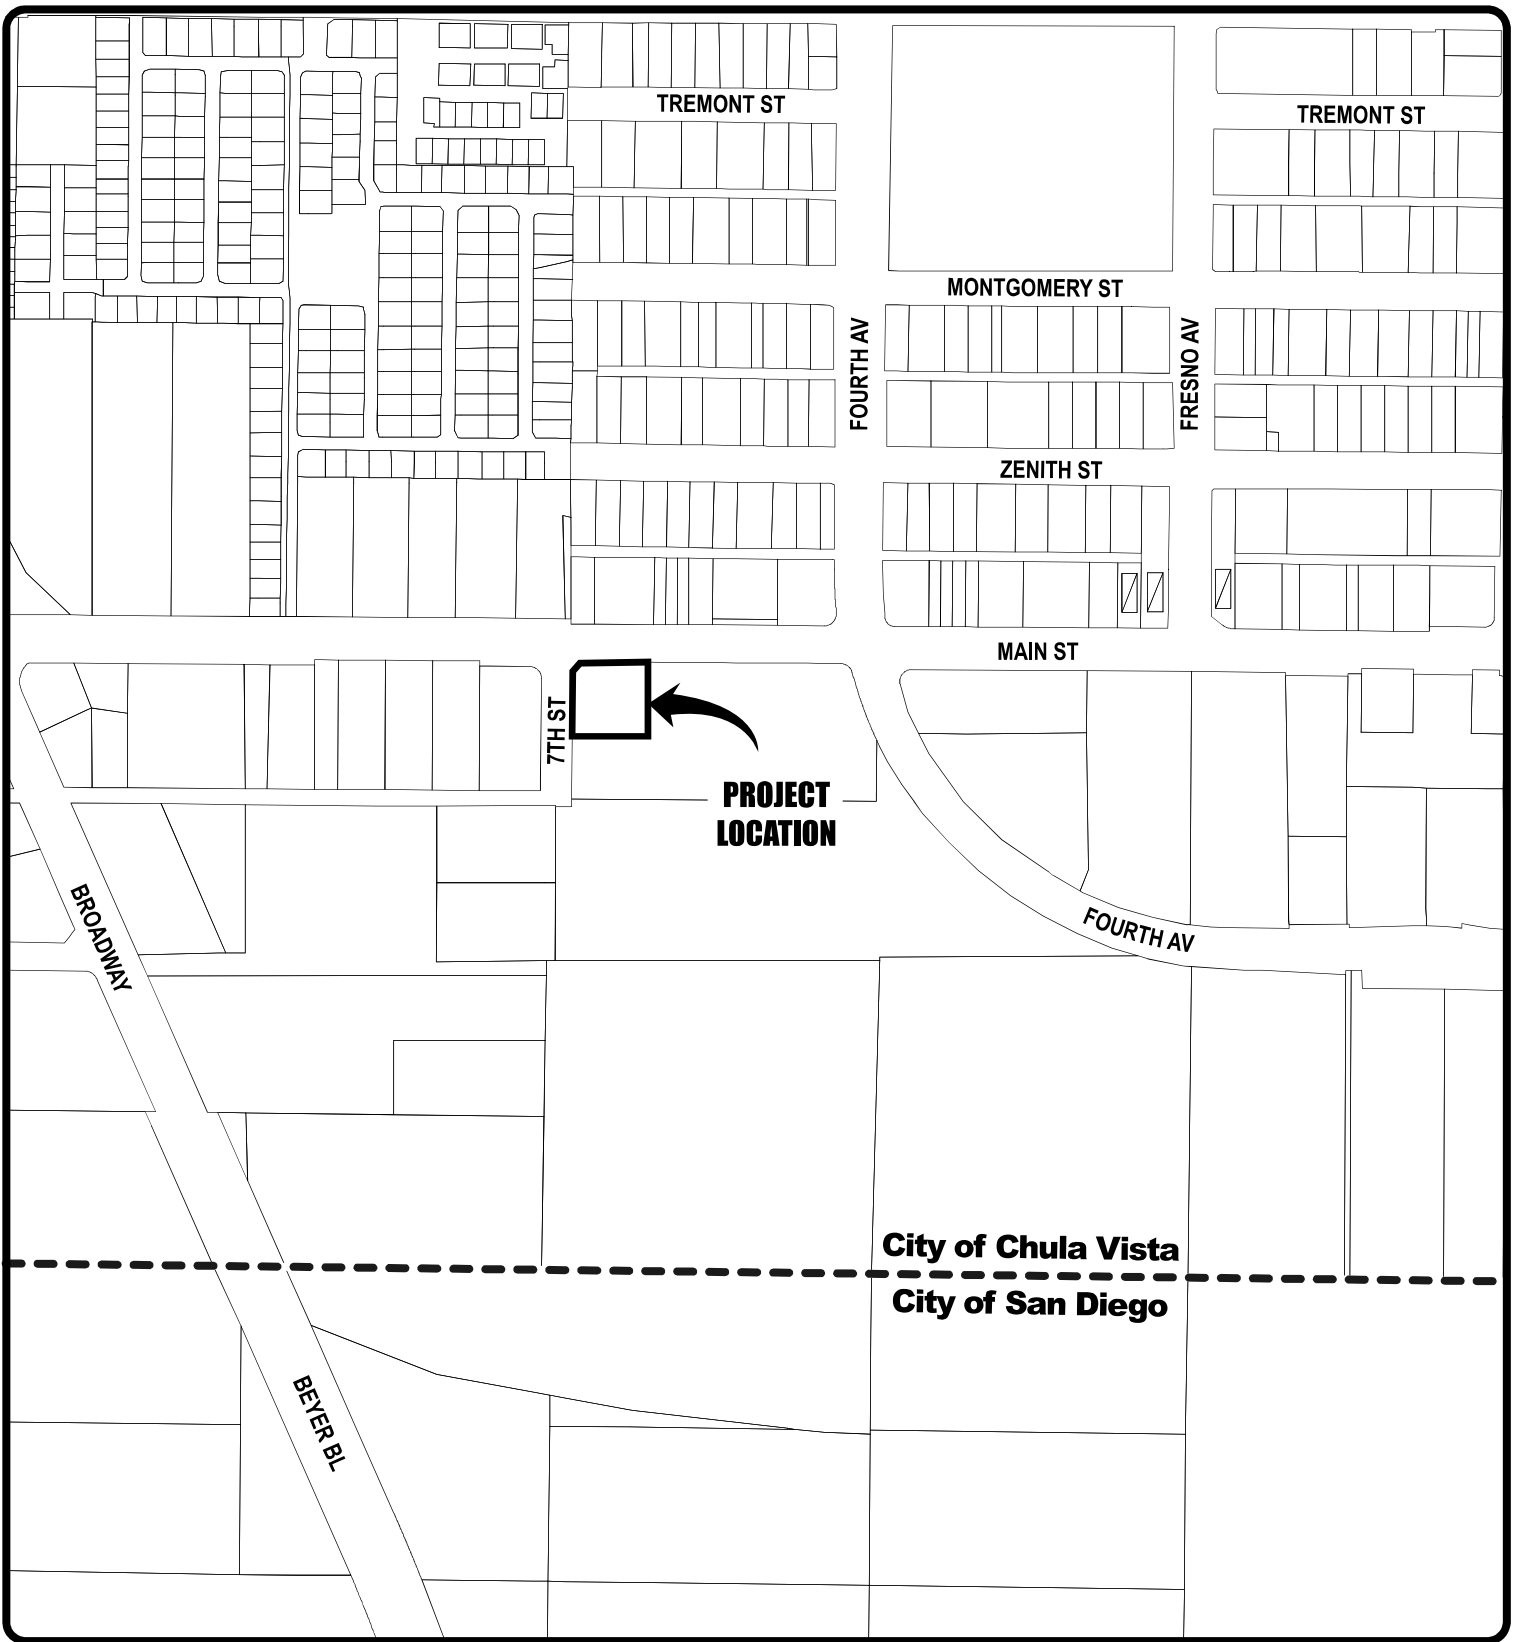 TREMONT ST
TREMONT ST
MONTGOMERY ST
FOURTH AV
FRESNO AV
ZENITH ST
MAIN ST
7TH ST
PROJECT
LOCATION
BROADWAY
FOURTH AV
City of Chula Vista
City of San Diego
BEYER BL